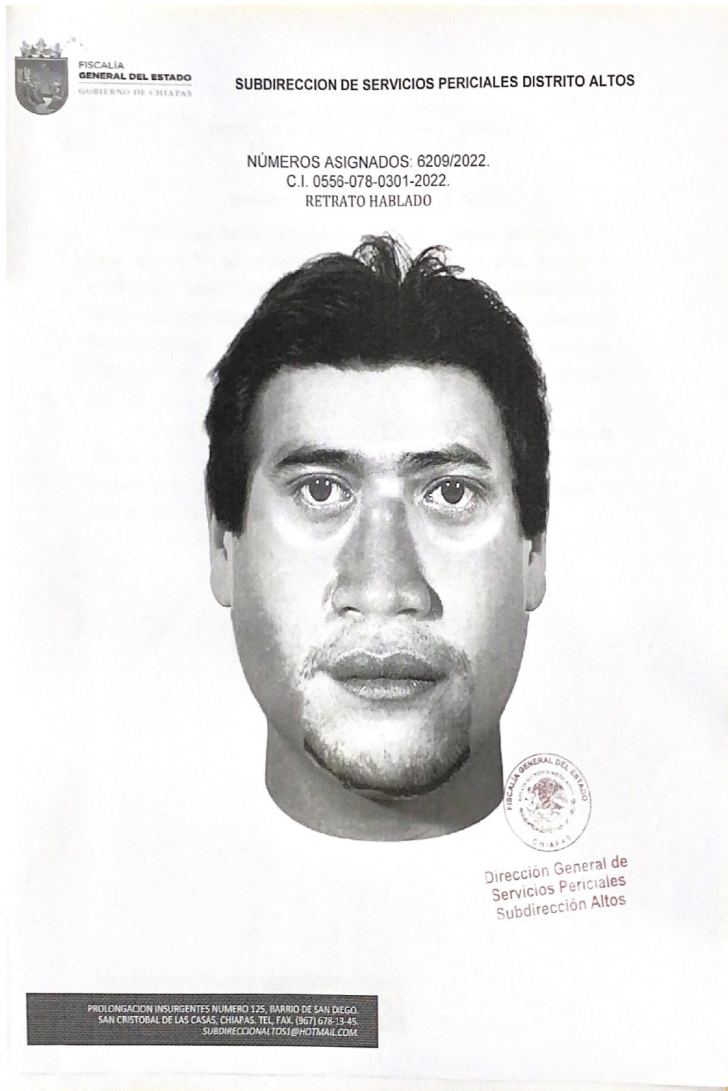 FISCALÍA
GENERAL DEL ESTADO
GOBIERNO DE CHIAPAS
SUBDIRECCION DE SERVICIOS PERICIALES DISTRITO ALTOS
NÚMEROS ASIGNADOS: 6209/2022.
C.I. 0556-078-0301-2022.
RETRATO HABLADO
FISCALÍA GENERAL DEL ESTADO
CHIAPAS
Dirección General de
Servicios Periciales
Subdirección Altos
PROLONGACION INSURGENTES NUMERO 125, BARRIO DE SAN DIEGO.
SAN CRISTOBAL DE LAS CASAS, CHIAPAS. TEL, FAX. (967) 678-13-45.
SUBDIRECCIONALTOS1@HOTMAIL.COM.